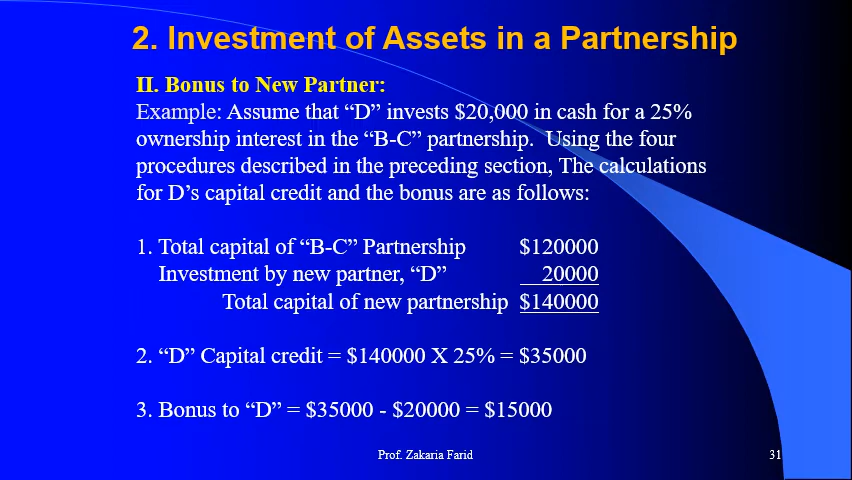 2. Investment of Assets in a Partnership
II. Bonus to New Partner:
Example: Assume that “D” invests $20,000 in cash for a 25%
ownership interest in the “B-C” partnership.  Using the four
procedures described in the preceding section, The calculations
for D’s capital credit and the bonus are as follows:
1. Total capital of “B-C” Partnership $120000
Investment by new partner, “D” 20000
Total capital of new partnership $140000
2. “D” Capital credit = $140000 X 25% = $35000
3. Bonus to “D” = $35000 - $20000 = $15000
Prof. Zakaria Farid 31